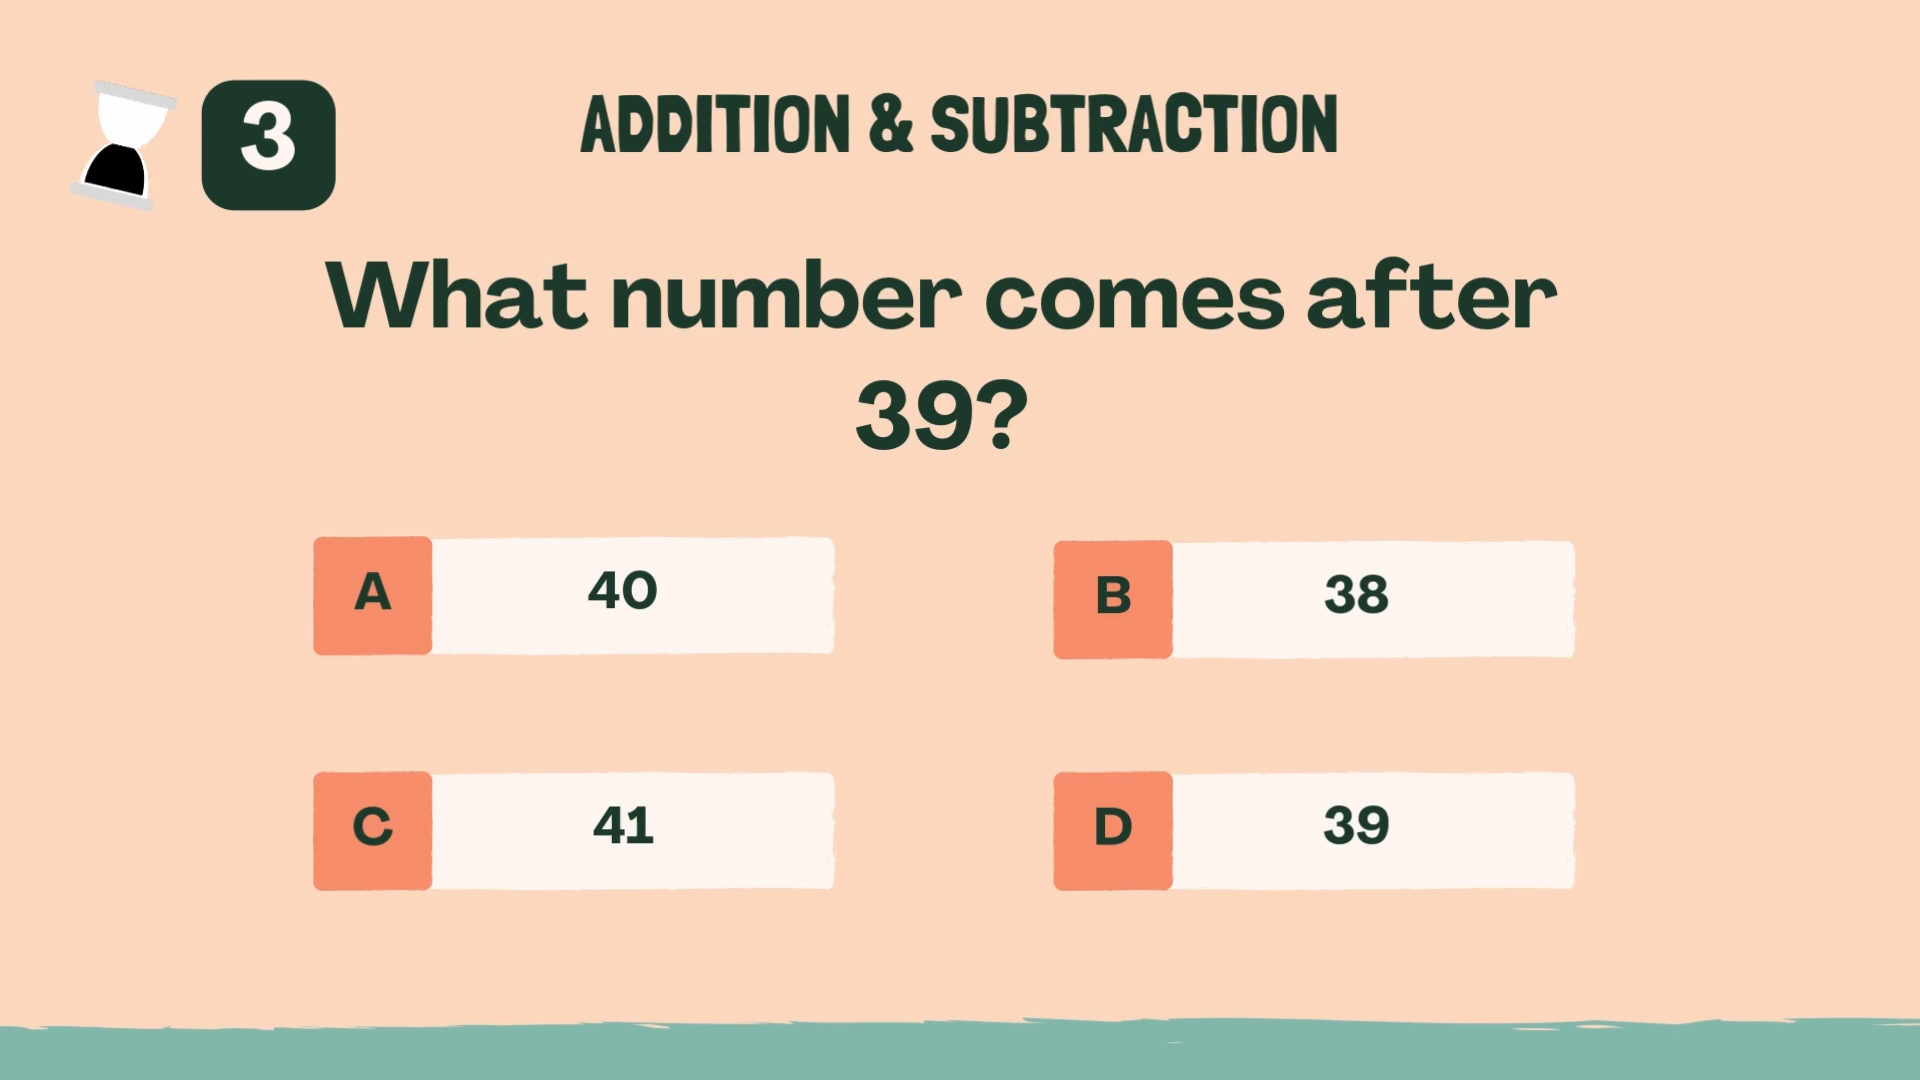 3
ADDITION & SUBTRACTION
What number comes after
39?
A 40
B 38
C 41
D 39